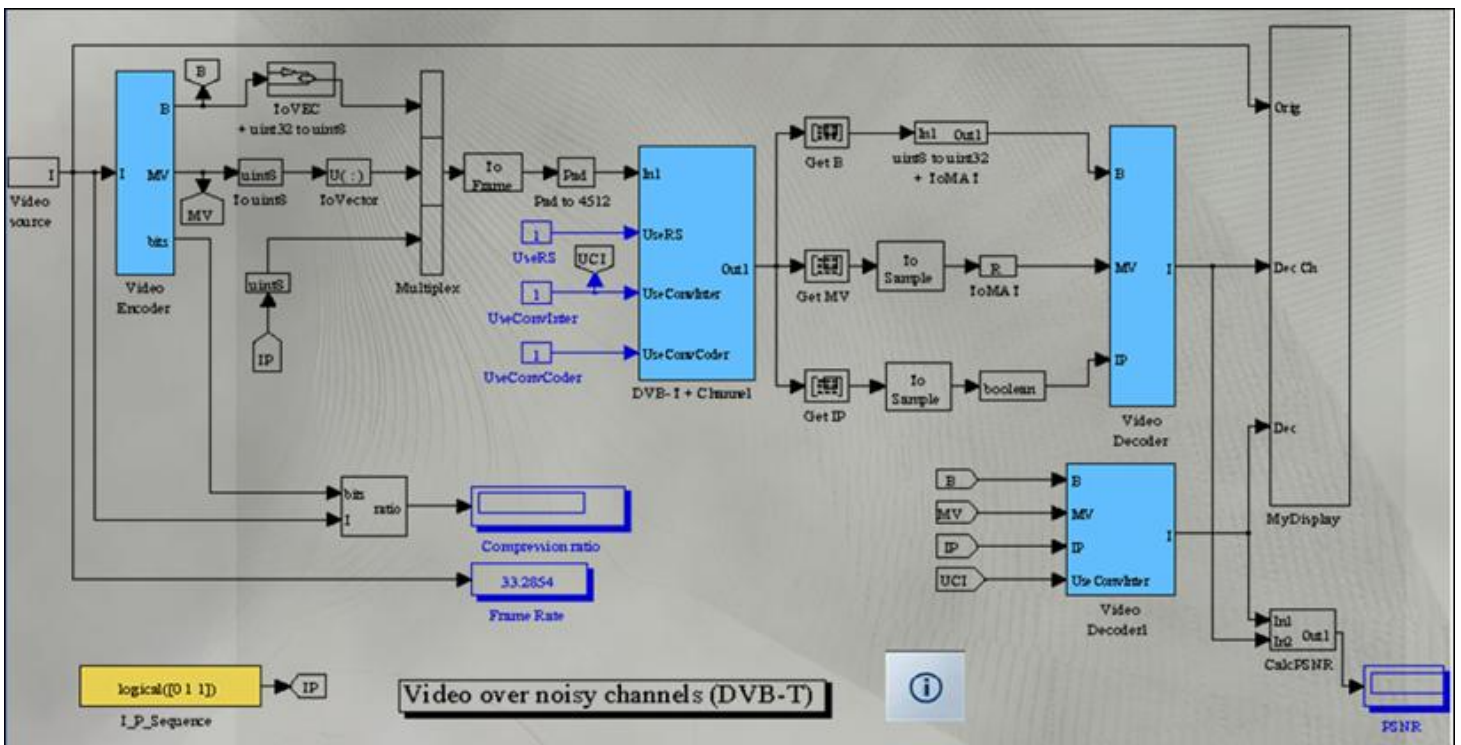 B
ToVEC
+ uint32 to uint8
I
Video
source
I
B
MV
bits
Video
Encoder
MV
uint8
To uint8
U( : )
ToVector
uint8
IP
Multiplex
To
Frame
Pad
Pad to 4512
1
UseRS
UCI
1
UseConvInter
1
UseConvCoder
In1
UseRS
UseConvInter
UseConvCoder
Out1
DVB-T + Channel
Get B
In1 Out1
uint8 to uint32
+ ToMAT
Get MV
To
Sample
R
ToMAT
Get IP
To
Sample
boolean
B
MV
IP
I
Video
Decoder
Orig
Dec Ch
Dec
MyDisplay
bits
I
ratio
Compression ratio
33.2854
Frame Rate
B
MV
IP
UCI
B
MV
IP
Use ConvInter
I
Video
Decoder1
In1
In2 Out1
CalcPSNR
PSNR
logical([0 1 1])
IP
I_P_Sequence
Video over noisy channels (DVB-T)
i